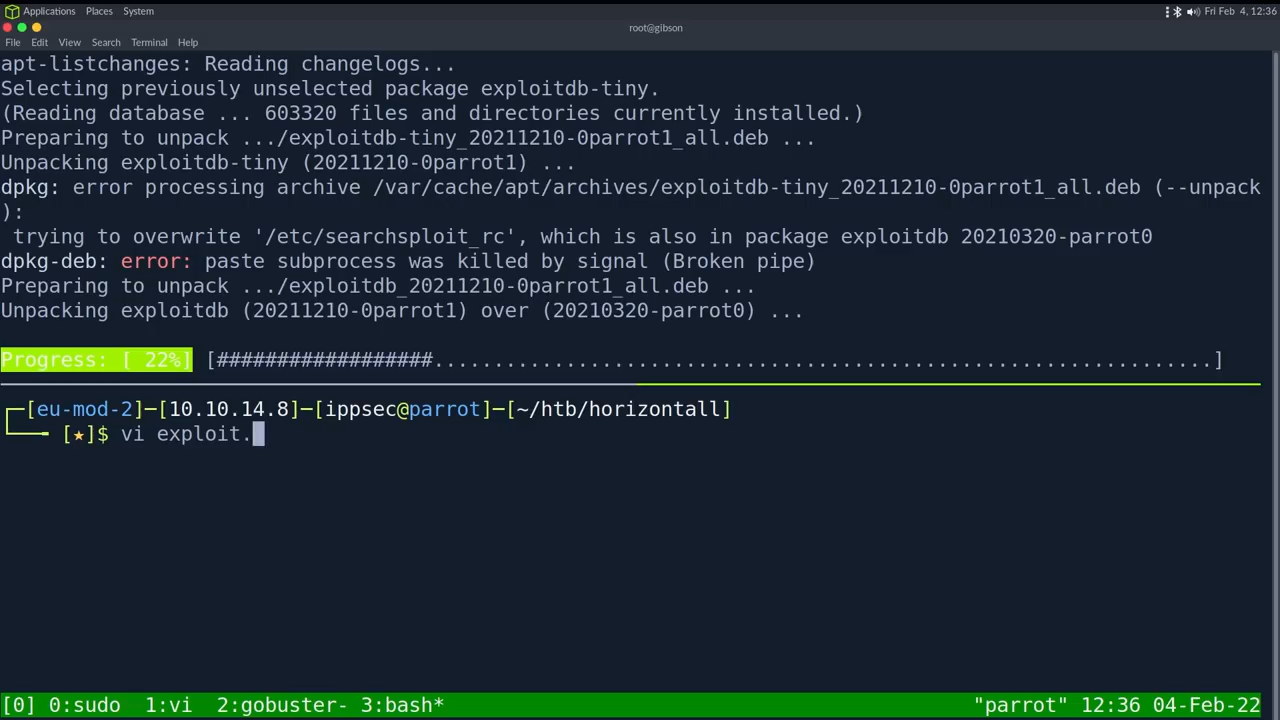 Applications Places System
Fri Feb 4, 12:36
root@gibson
File Edit View Search Terminal Help
apt-listchanges: Reading changelogs...
Selecting previously unselected package exploitdb-tiny.
(Reading database ... 603320 files and directories currently installed.)
Preparing to unpack .../exploitdb-tiny_20211210-0parrot1_all.deb ...
Unpacking exploitdb-tiny (20211210-0parrot1) ...
dpkg: error processing archive /var/cache/apt/archives/exploitdb-tiny_20211210-0parrot1_all.deb (--unpack
):
 trying to overwrite '/etc/searchsploit_rc', which is also in package exploitdb 20210320-parrot0
dpkg-deb: error: paste subprocess was killed by signal (Broken pipe)
Preparing to unpack .../exploitdb_20211210-0parrot1_all.deb ...
Unpacking exploitdb (20211210-0parrot1) over (20210320-parrot0) ...
Progress: [ 22%] [##################.................................................................]
┌─[eu-mod-2]─[10.10.14.8]─[ippsec@parrot]─[~/htb/horizontall]
└──╼ [★]$ vi exploit.
[0] 0:sudo  1:vi  2:gobuster- 3:bash*
"parrot" 12:36 04-Feb-22